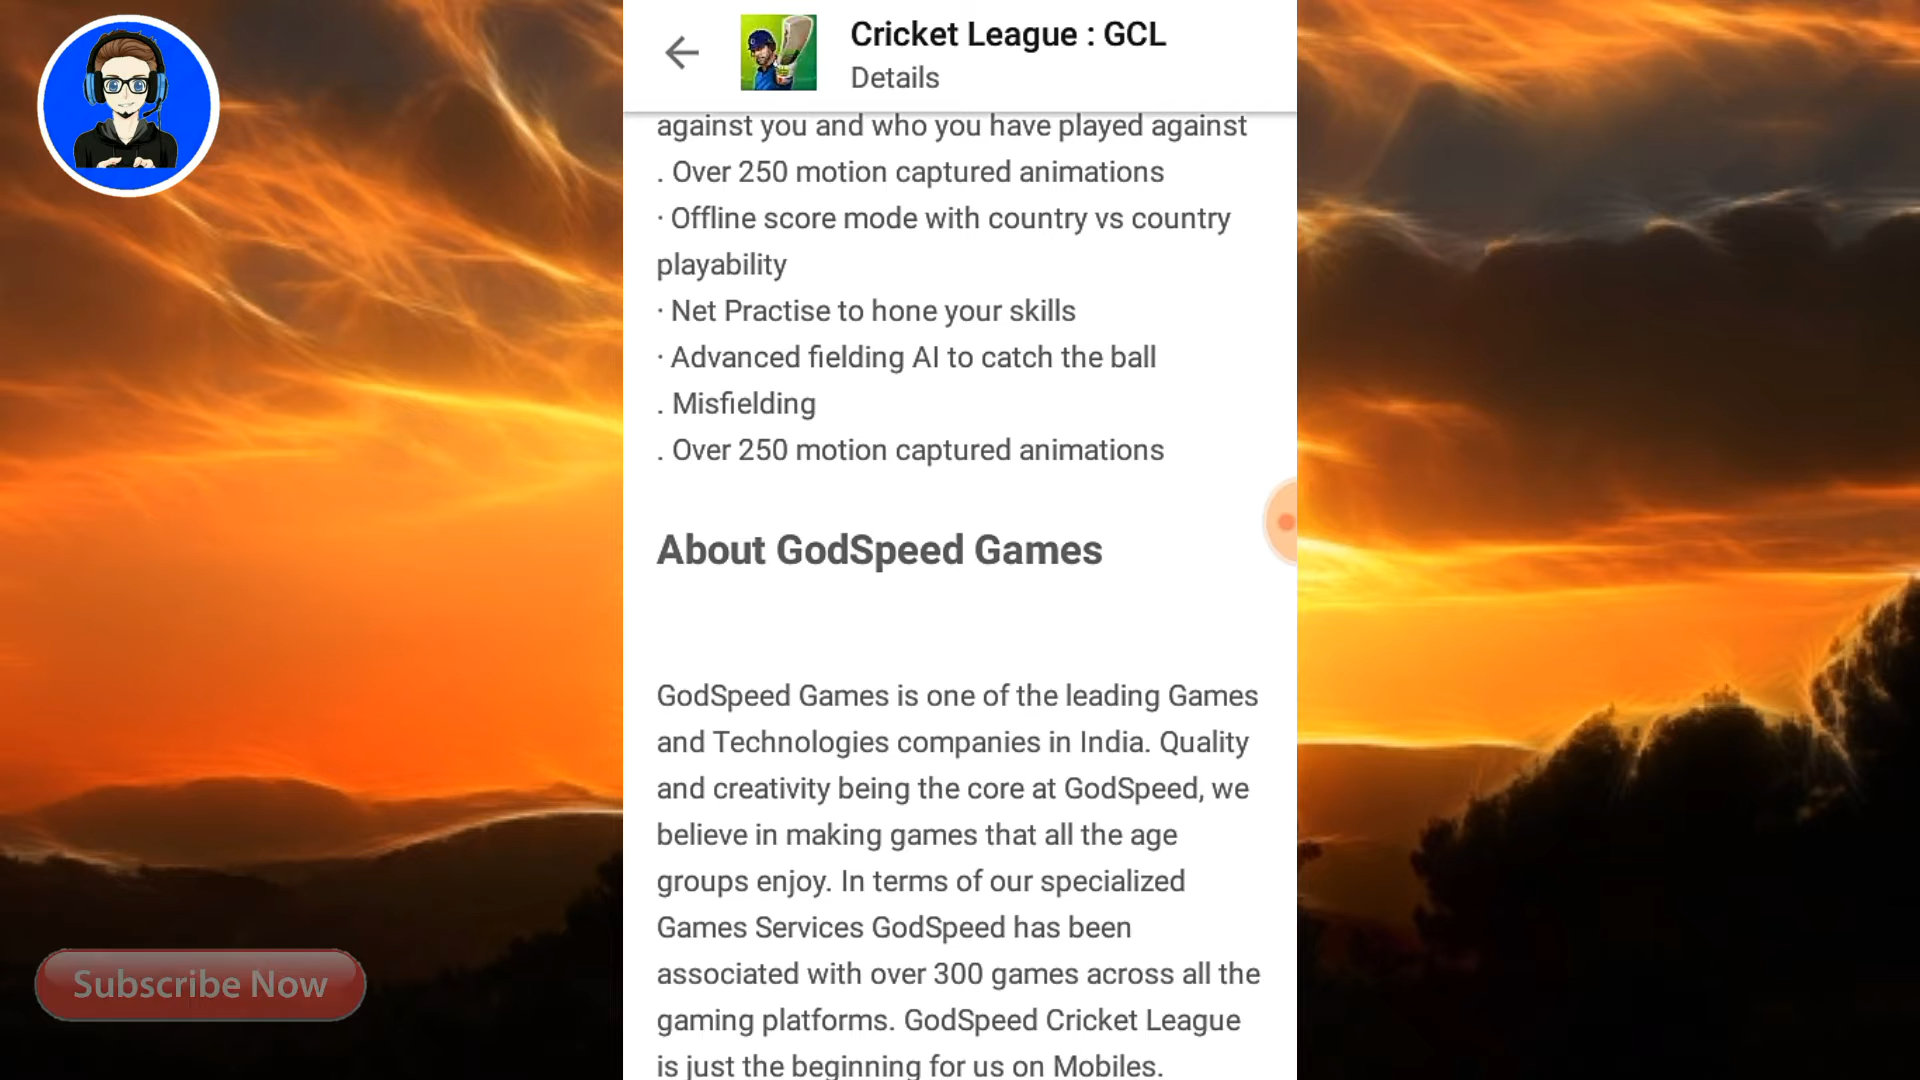 Cricket League : GCL
Details
against you and who you have played against
. Over 250 motion captured animations
· Offline score mode with country vs country
playability
· Net Practise to hone your skills
· Advanced fielding AI to catch the ball
. Misfielding
. Over 250 motion captured animations
About GodSpeed Games
GodSpeed Games is one of the leading Games
and Technologies companies in India. Quality
and creativity being the core at GodSpeed, we
believe in making games that all the age
groups enjoy. In terms of our specialized
Games Services GodSpeed has been
associated with over 300 games across all the
gaming platforms. GodSpeed Cricket League
is just the beginning for us on Mobiles.
Subscribe Now